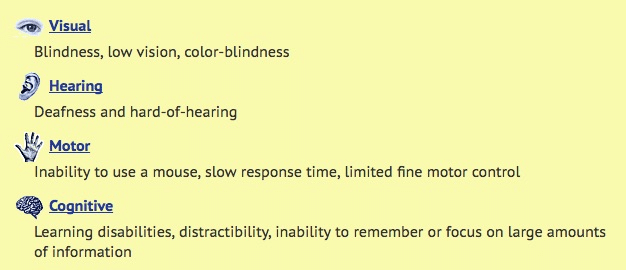 Visual
Blindness, low vision, color-blindness
Hearing
Deafness and hard-of-hearing
Motor
Inability to use a mouse, slow response time, limited fine motor control
Cognitive
Learning disabilities, distractibility, inability to remember or focus on large amounts
of information